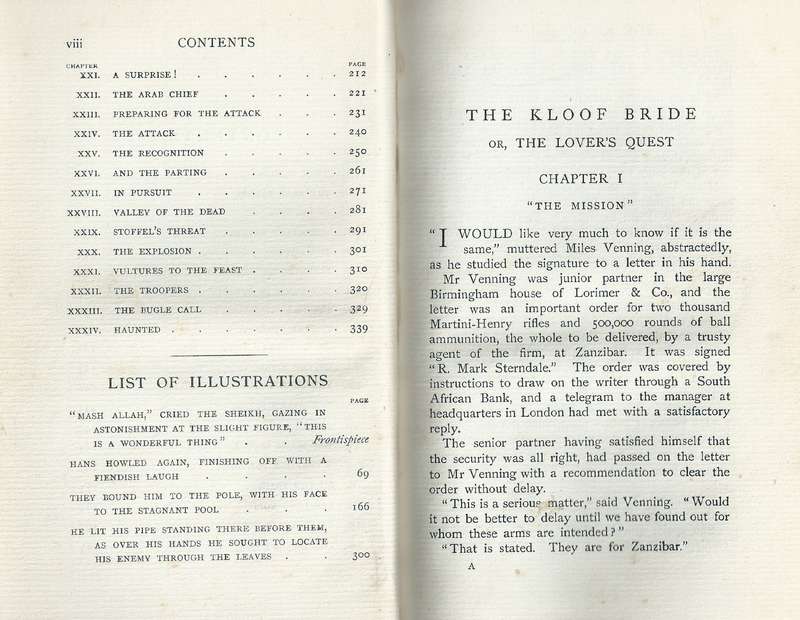 viii CONTENTS
CHAPTER PAGE
XXI. A SURPRISE! . . . . . . 212
XXII. THE ARAB CHIEF . . . . . 221
XXIII. PREPARING FOR THE ATTACK . . . 231
XXIV. THE ATTACK . . . . . 240
XXV. THE RECOGNITION . . . . . 250
XXVI. AND THE PARTING . . . . . 261
XXVII. IN PURSUIT . . . . . 271
XXVIII. VALLEY OF THE DEAD . . . . 281
XXIX. STOFFEL'S THREAT . . . . . 291
XXX. THE EXPLOSION . . . . . 301
XXXI. VULTURES TO THE FEAST . . . . 310
XXXII. THE TROOPERS . . . . . 320
XXXIII. THE BUGLE CALL . . . . . 329
XXXIV. HAUNTED . . . . . . 339
LIST OF ILLUSTRATIONS
PAGE
"MASH ALLAH," CRIED THE SHEIKH, GAZING IN
ASTONISHMENT AT THE SLIGHT FIGURE, "THIS
IS A WONDERFUL THING" . . Frontispiece
HANS HOWLED AGAIN, FINISHING OFF WITH A
FIENDISH LAUGH . . . . 69
THEY BOUND HIM TO THE POLE, WITH HIS FACE
TO THE STAGNANT POOL . . . 166
HE LIT HIS PIPE STANDING THERE BEFORE THEM,
AS OVER HIS HANDS HE SOUGHT TO LOCATE
HIS ENEMY THROUGH THE LEAVES . . 300
THE KLOOF BRIDE
OR, THE LOVER'S QUEST
CHAPTER I
"THE MISSION"
"I WOULD like very much to know if it is the
same," muttered Miles Venning, abstractedly,
as he studied the signature to a letter in his hand.
Mr Venning was junior partner in the large
Birmingham house of Lorimer & Co., and the
letter was an important order for two thousand
Martini-Henry rifles and 500,000 rounds of ball
ammunition, the whole to be delivered, by a trusty
agent of the firm, at Zanzibar. It was signed
"R. Mark Sterndale." The order was covered by
instructions to draw on the writer through a South
African Bank, and a telegram to the manager at
headquarters in London had met with a satisfactory
reply.
The senior partner having satisfied himself that
the security was all right, had passed on the letter
to Mr Venning with a recommendation to clear the
order without delay.
"This is a serious matter," said Venning. "Would
it not be better to delay until we have found out for
whom these arms are intended?"
"That is stated. They are for Zanzibar."
A